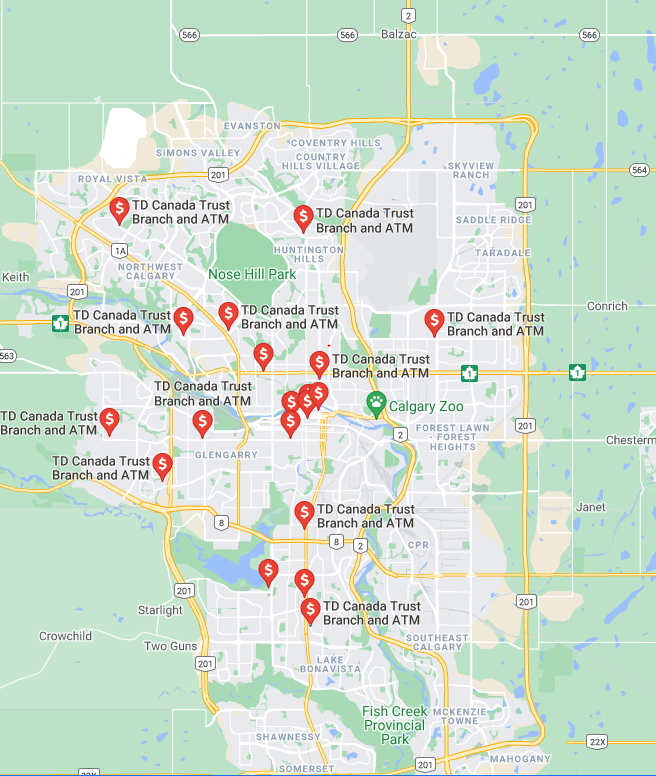 2
566
566
Balzac
566
EVANSTON
COVENTRY HILLS
SIMONS VALLEY
COUNTRY
HILLS VILLAGE
SKYVIEW
RANCH
564
ROYAL VISTA
201
TD Canada Trust
Branch and ATM
TD Canada Trust
Branch and ATM
201
SADDLE RIDGE
1A
HUNTINGTON
HILLS
TARADALE
NORTHWEST
CALGARY
Nose Hill Park
Keith
201
Conrich
1
TD Canada Trust
Branch and ATM
TD Canada Trust
Branch and ATM
TD Canada Trust
Branch and ATM
563
TD Canada Trust
Branch and ATM
1
1
TD Canada Trust
Branch and ATM
Calgary Zoo
TD Canada Trust
Branch and ATM
2
FOREST LAWN
- FOREST
HEIGHTS
201
Chesterm
GLENGARRY
TD Canada Trust
Branch and ATM
TD Canada Trust
Branch and ATM
Janet
8
8
2
CPR
201
201
Starlight
TD Canada Trust
Branch and ATM
Crowchild
Two Guns
SOUTHEAST
CALGARY
201
LAKE
BONAVISTA
Fish Creek
Provincial
Park
MCKENZIE
TOWNE
SHAWNESSY
22X
MAHOGANY
201
SOMERSET
22X